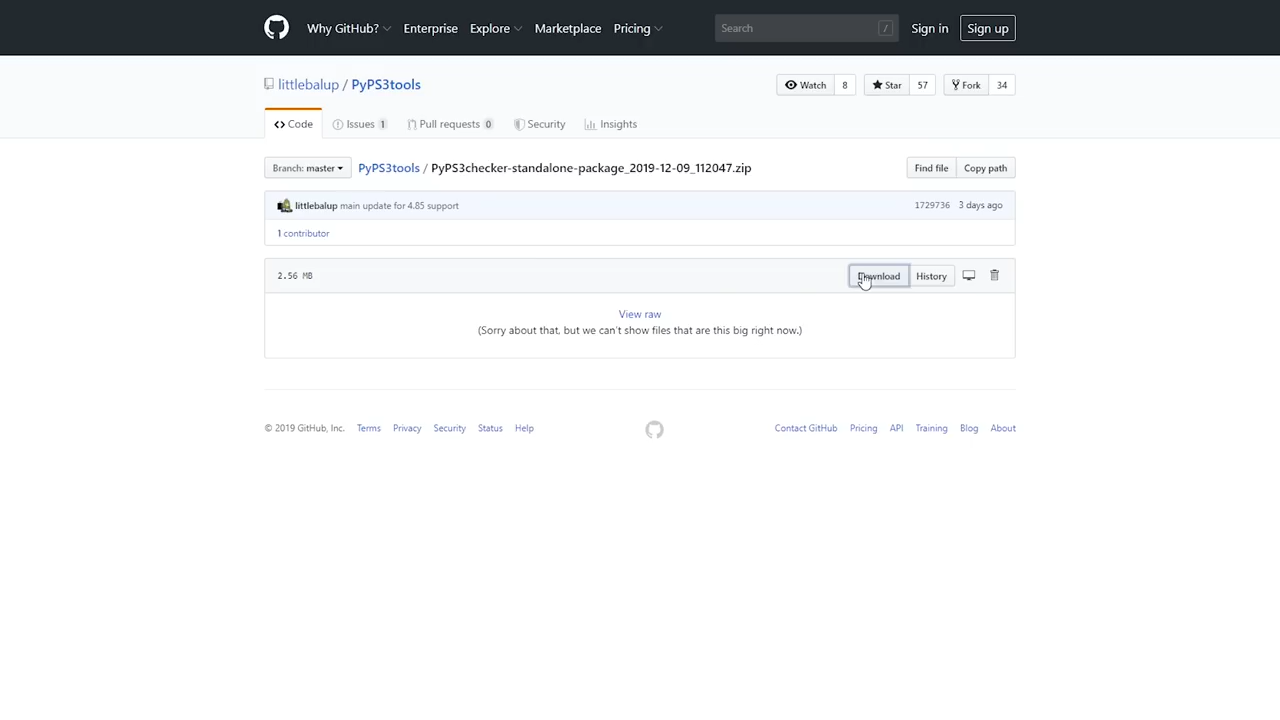 Why GitHub? Enterprise Explore Marketplace Pricing Search / Sign in Sign up
littlebalup / PyPS3tools Watch 8 Star 57 Fork 34
Code Issues 1 Pull requests 0 Security Insights
Branch: master PyPS3tools / PyPS3checker-standalone-package_2019-12-09_112047.zip Find file Copy path
littlebalup main update for 4.85 support 1729736 3 days ago
1 contributor
2.56 MB Download History
View raw
(Sorry about that, but we can't show files that are this big right now.)
© 2019 GitHub, Inc. Terms Privacy Security Status Help Contact GitHub Pricing API Training Blog About